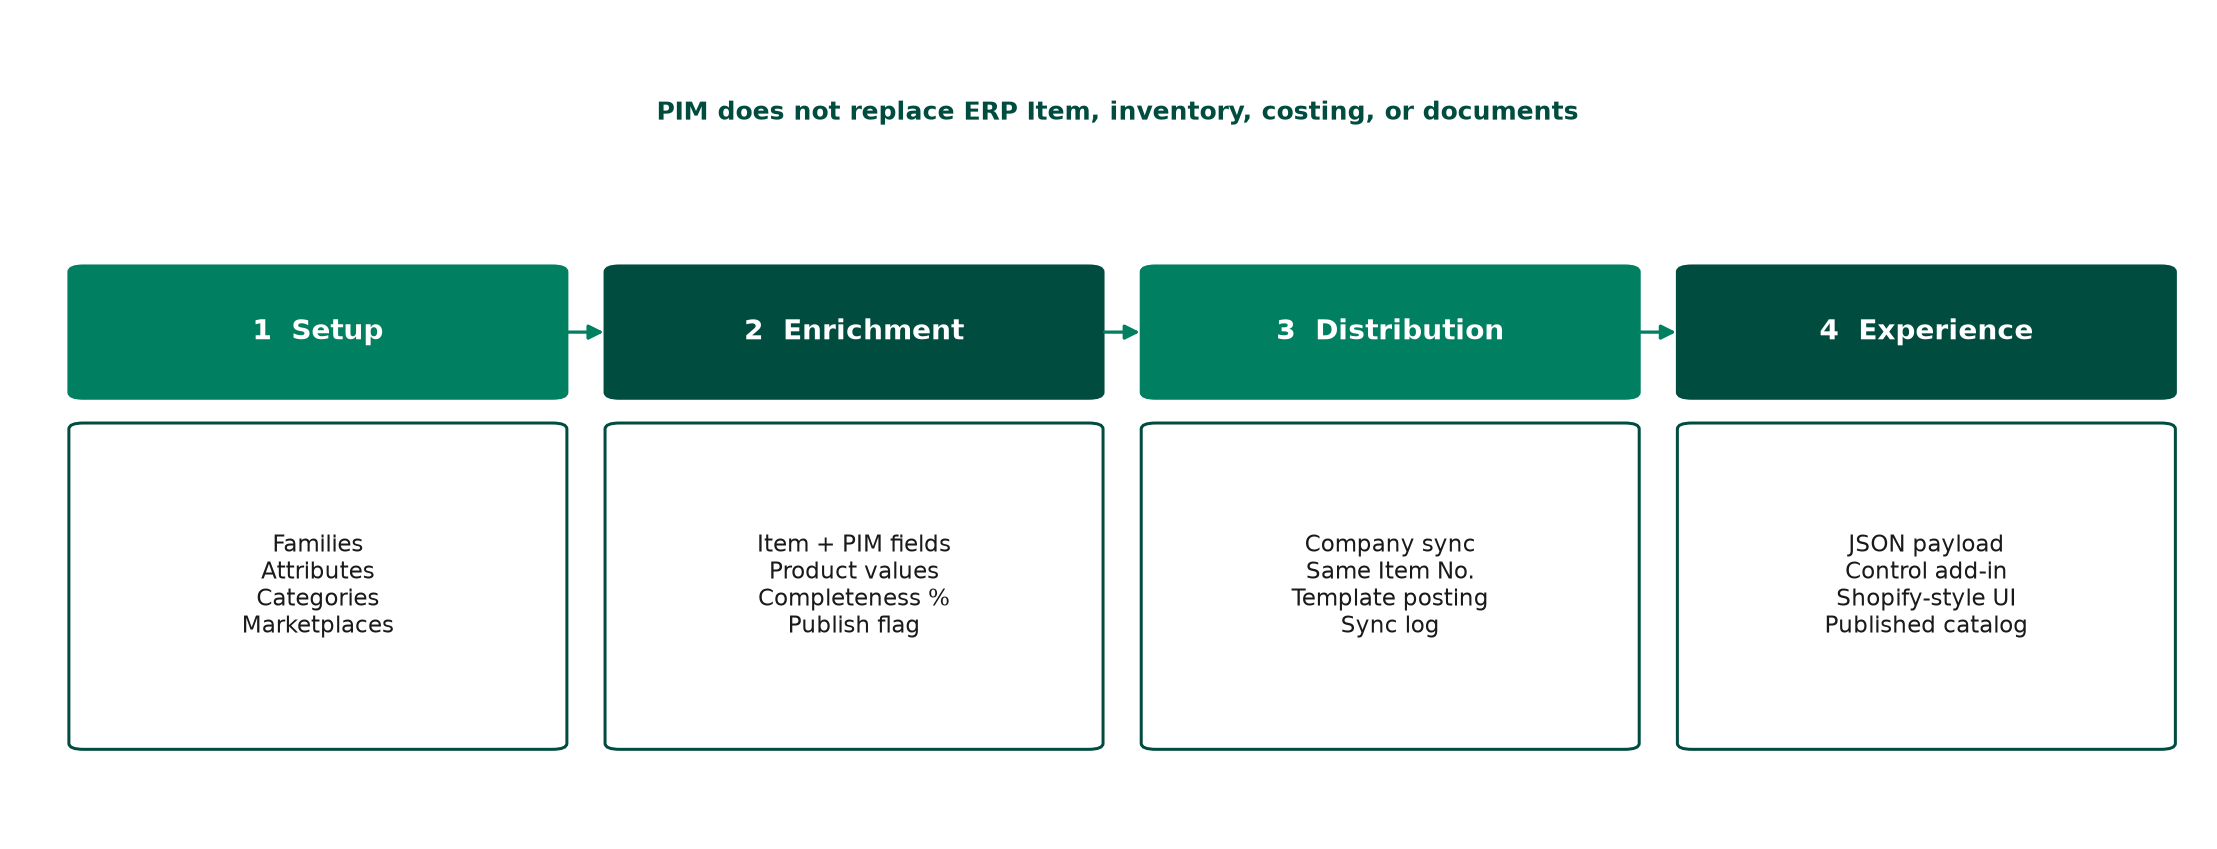 PIM does not replace ERP Item, inventory, costing, or documents
1 Setup
2 Enrichment
3 Distribution
4 Experience
Families
Attributes
Categories
Marketplaces
Item + PIM fields
Product values
Completeness %
Publish flag
Company sync
Same Item No.
Template posting
Sync log
JSON payload
Control add-in
Shopify-style UI
Published catalog